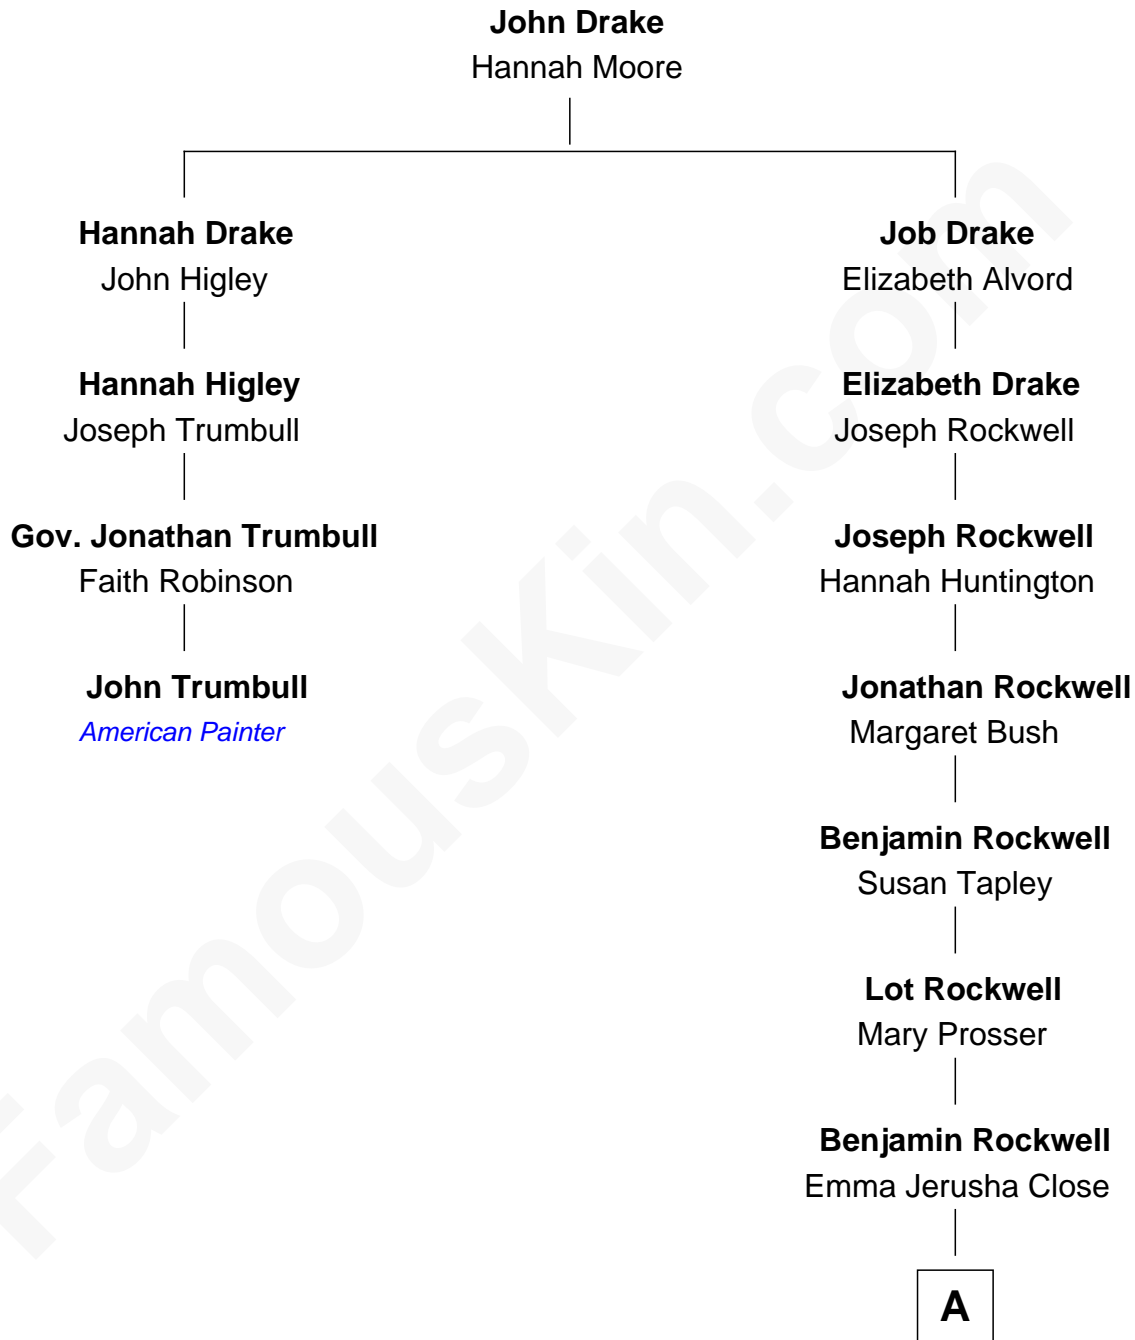 John Drake
Hannah Moore
Hannah Drake
John Higley
Hannah Higley
Joseph Trumbull
Gov. Jonathan Trumbull
Faith Robinson
John Trumbull
American Painter
Job Drake
Elizabeth Alvord
Elizabeth Drake
Joseph Rockwell
Joseph Rockwell
Hannah Huntington
Jonathan Rockwell
Margaret Bush
Benjamin Rockwell
Susan Tapley
Lot Rockwell
Mary Prosser
Benjamin Rockwell
Emma Jerusha Close
A
FamousKin.com